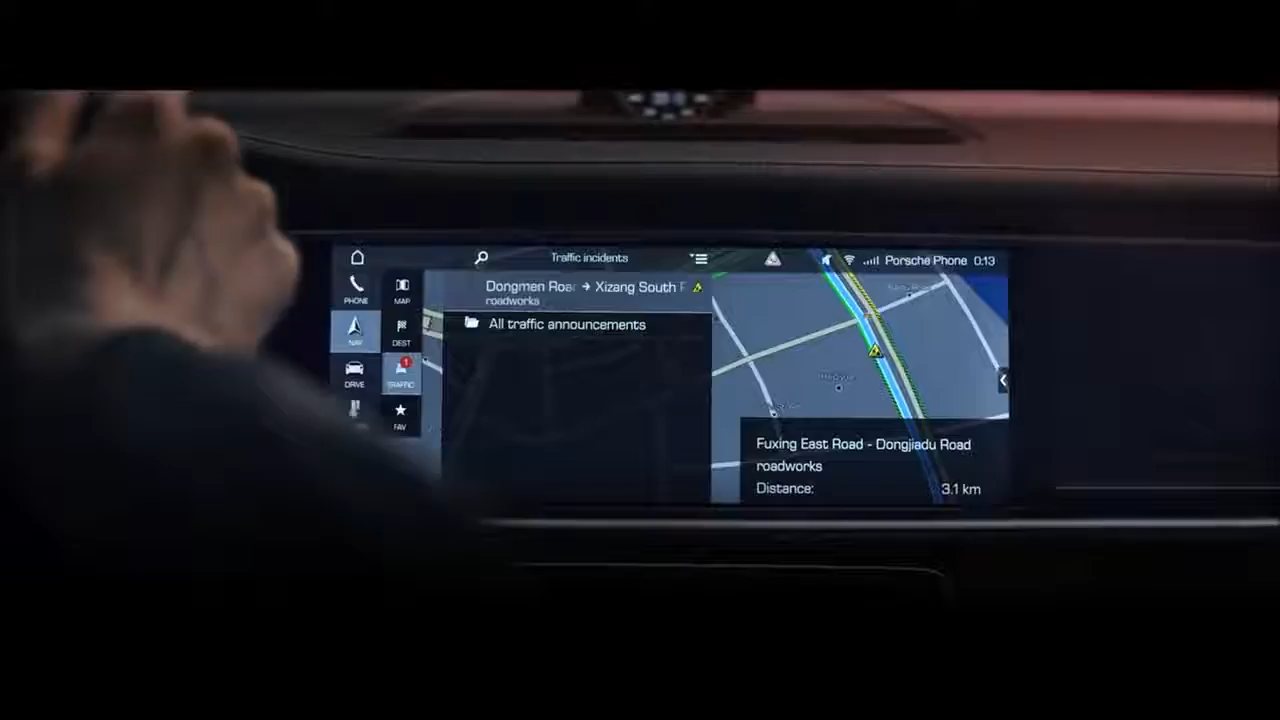 Traffic incidents
Porsche Phone 0:13
PHONE
MAP
Dongmen Roa → Xizang South
roadworks
All traffic announcements
NAV
DEST
DRIVE
1
TRAFFIC
FAV
Fuxing East Road - Dongjiadu Road
roadworks
Distance: 3.1 km